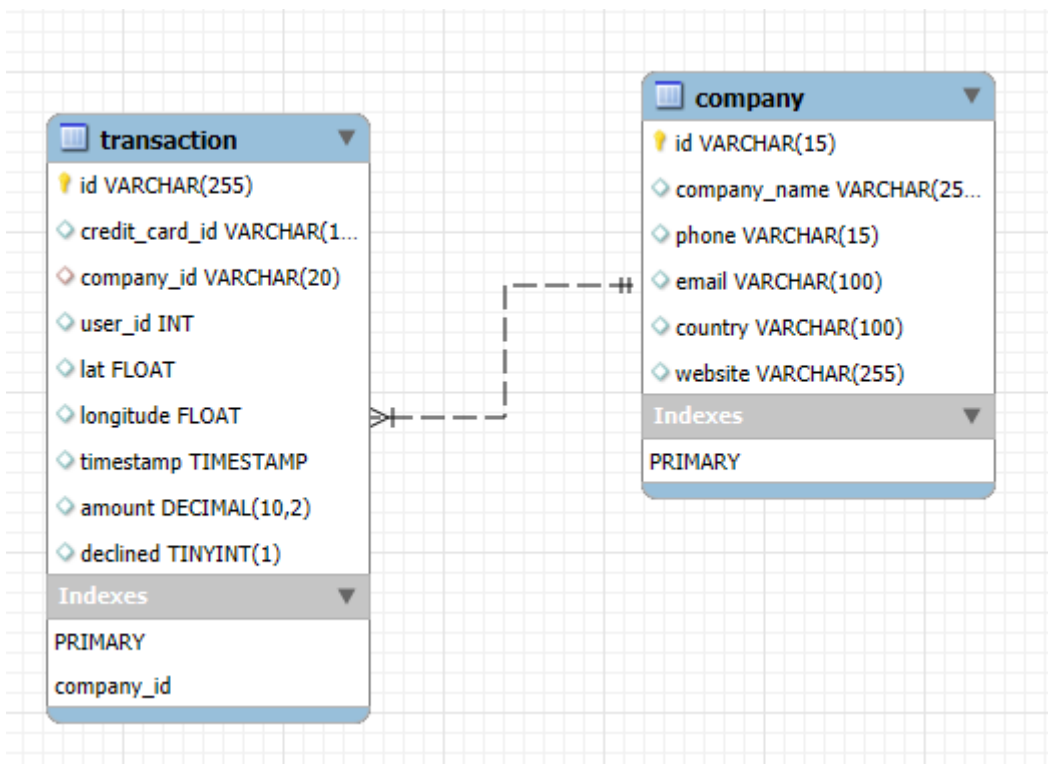 transaction
id VARCHAR(255)
credit_card_id VARCHAR(1...
company_id VARCHAR(20)
user_id INT
lat FLOAT
longitude FLOAT
timestamp TIMESTAMP
amount DECIMAL(10,2)
declined TINYINT(1)
Indexes
PRIMARY
company_id
company
id VARCHAR(15)
company_name VARCHAR(25...
phone VARCHAR(15)
email VARCHAR(100)
country VARCHAR(100)
website VARCHAR(255)
Indexes
PRIMARY